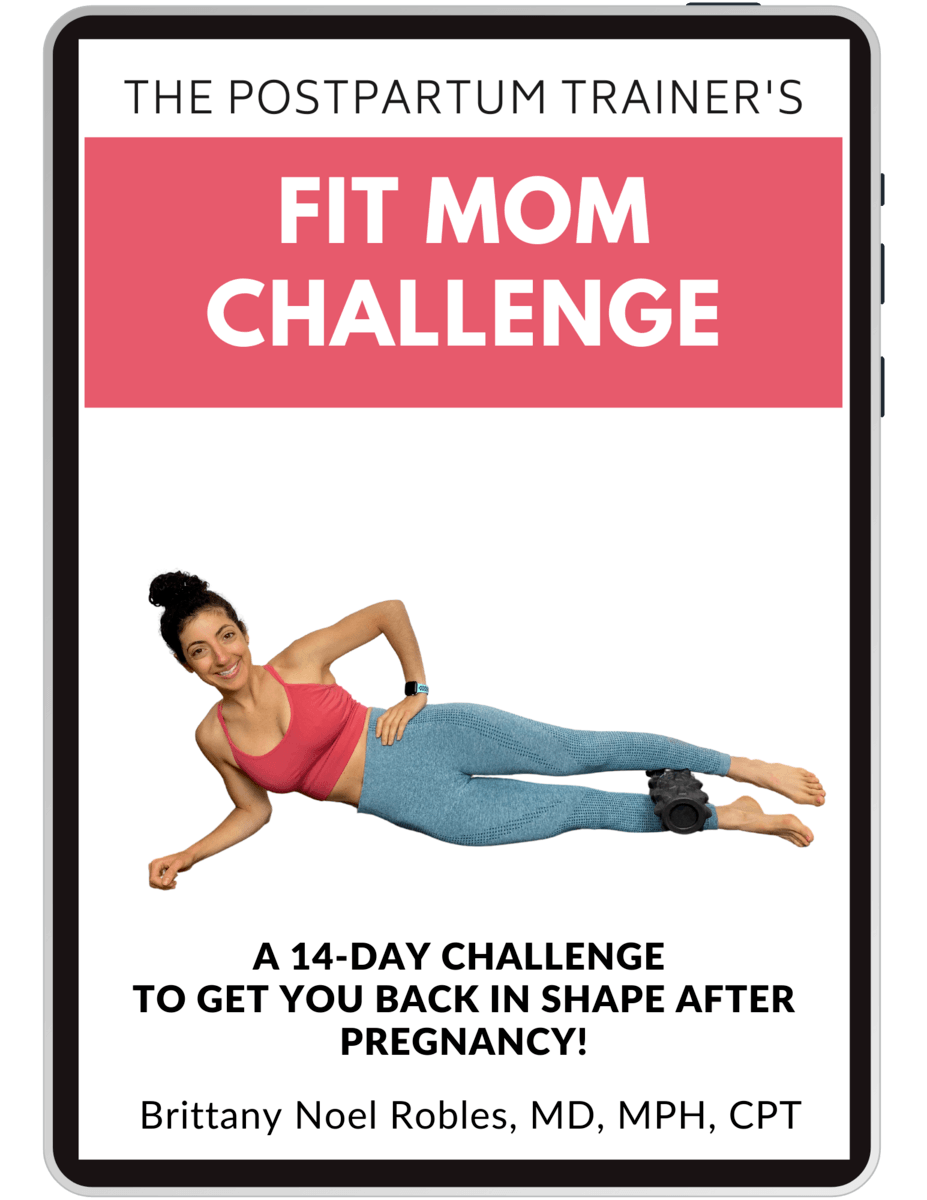 THE POSTPARTUM TRAINER'S
FIT MOM
CHALLENGE
A 14-DAY CHALLENGE
TO GET YOU BACK IN SHAPE AFTER
PREGNANCY!
Brittany Noel Robles, MD, MPH, CPT